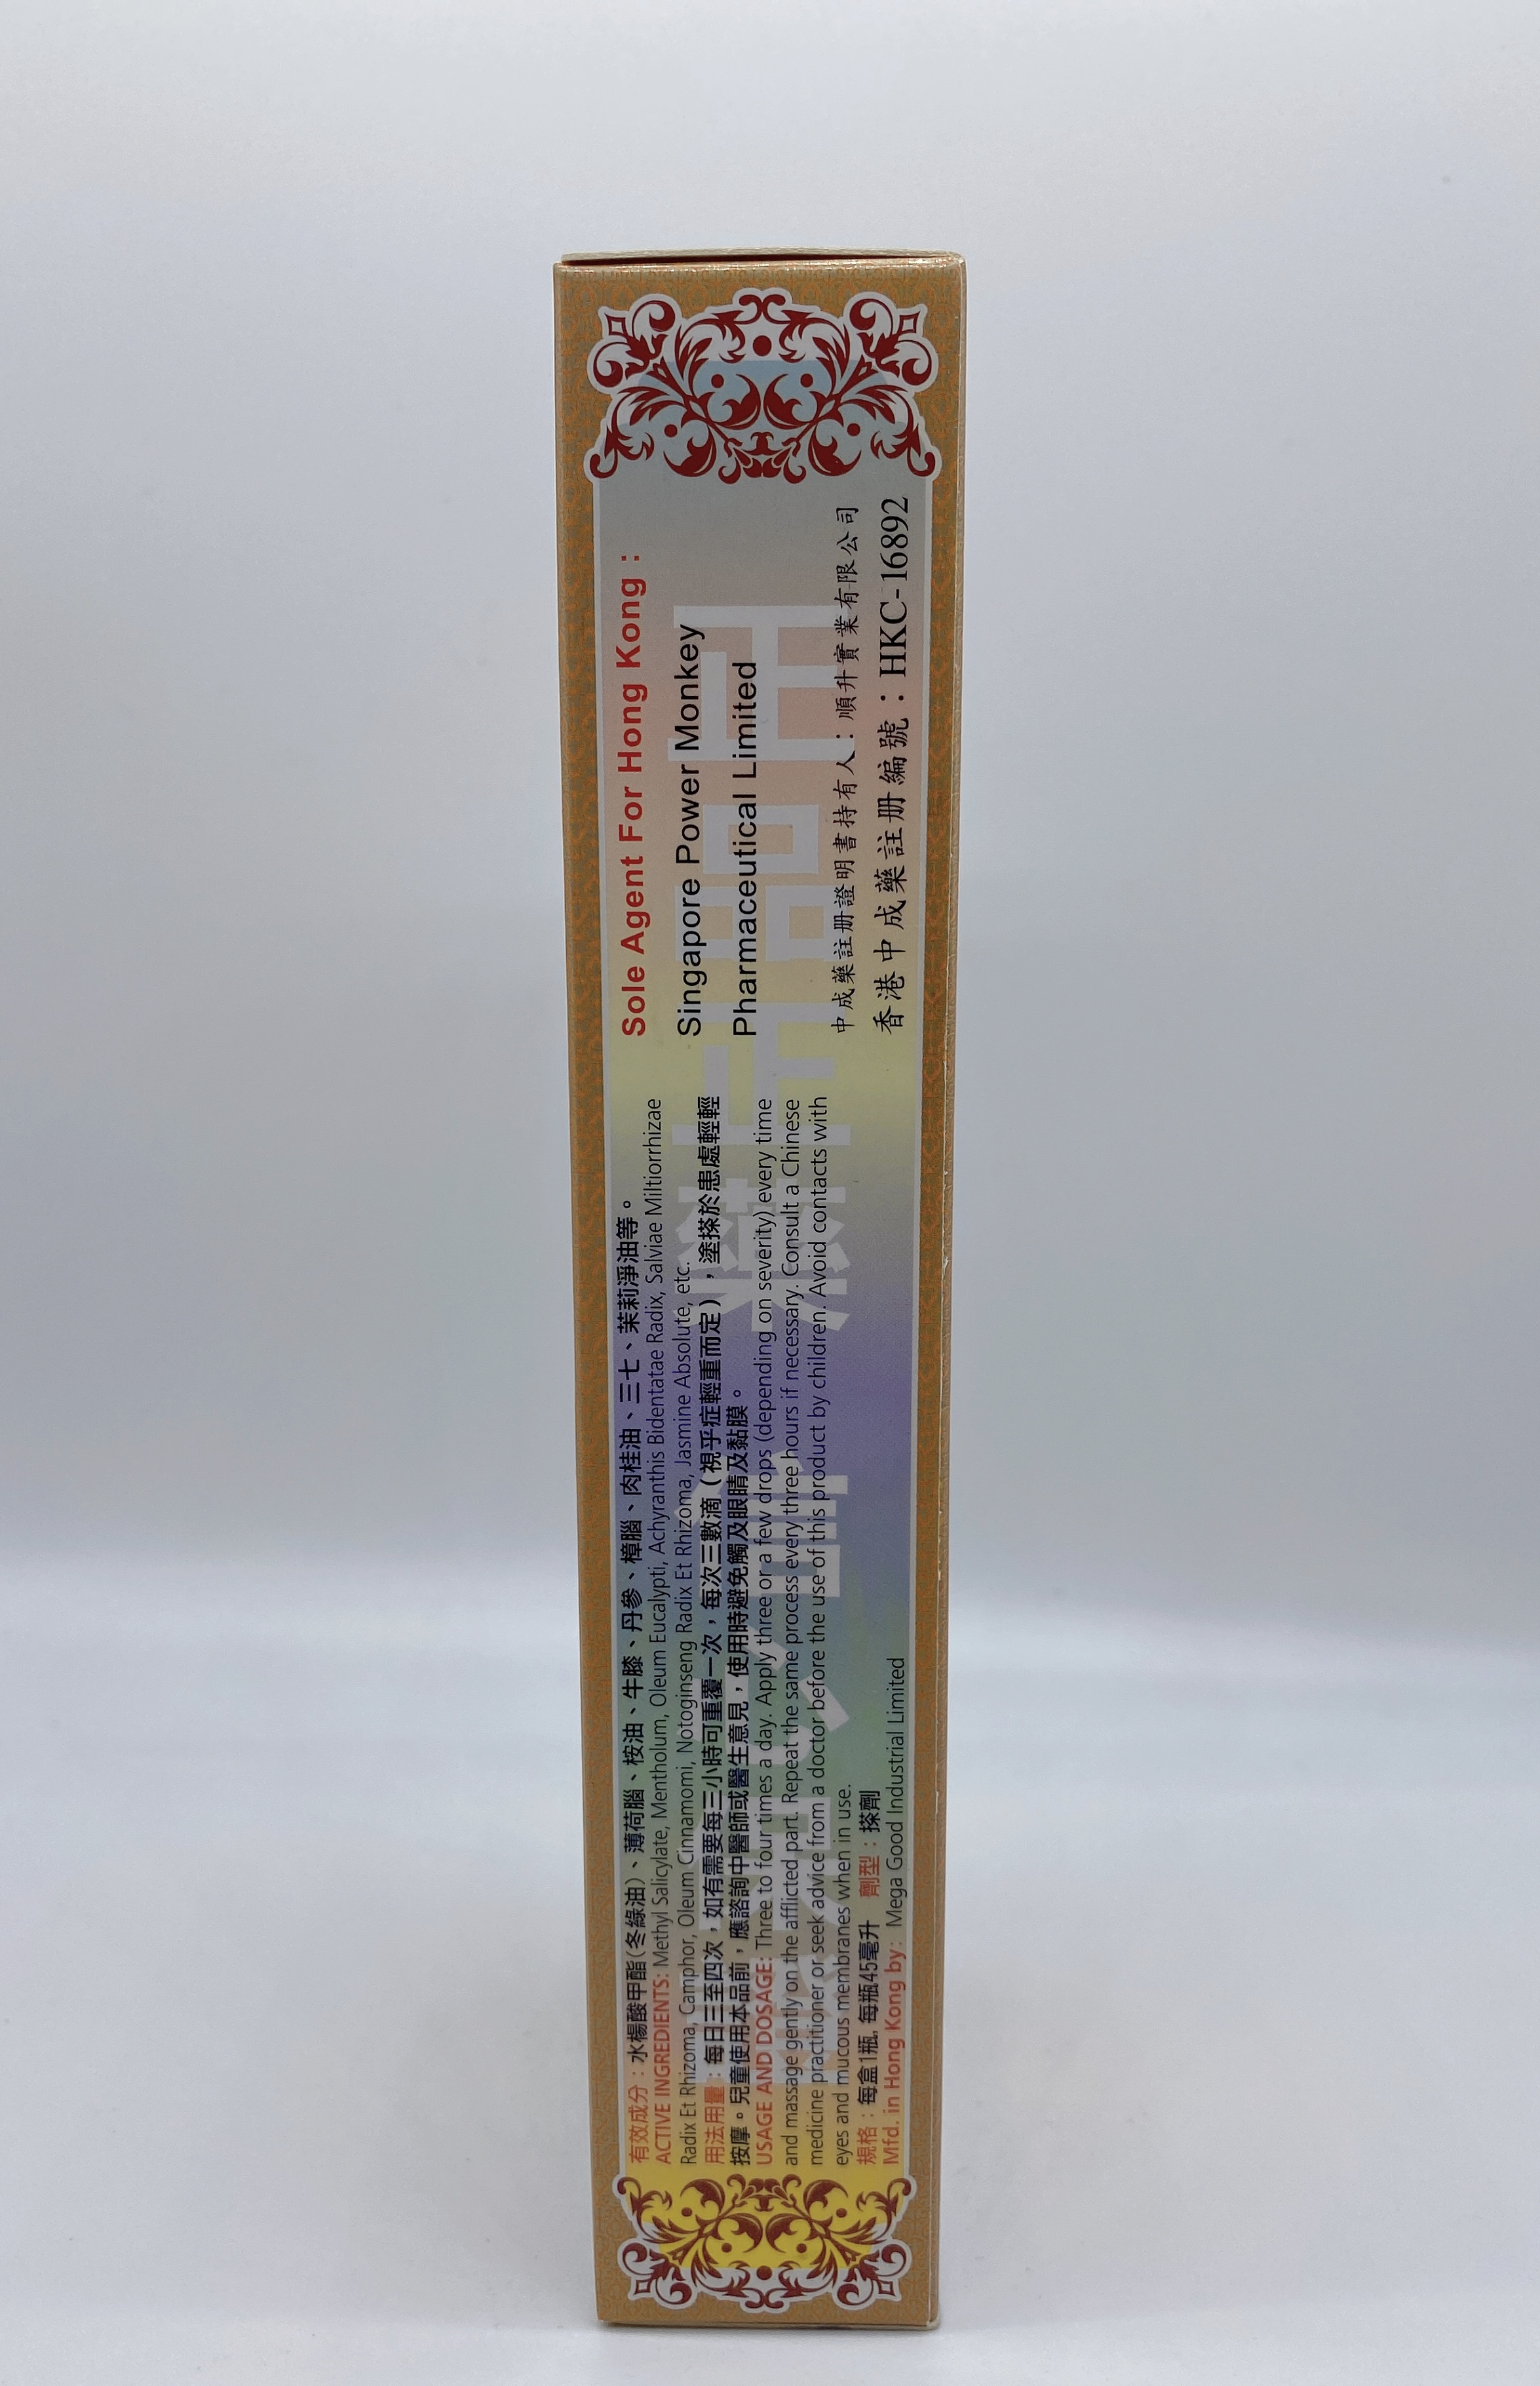 有效成分：水楊酸甲酯(冬綠油)、薄荷腦、桉油、牛膝、丹參、樟腦、肉桂油、三七、茉莉淨油等。
ACTIVE INGREDIENTS: Methyl Salicylate, Mentholum, Oleum Eucalypti, Achyranthis Bidentatae Radix, Salviae Miltiorrhizae
Radix Et Rhizoma, Camphor, Oleum Cinnamomi, Notoginseng Radix Et Rhizoma, Jasmine Absolute, etc.
用法用量：每日三至四次，如有需要每三小時可重覆一次，每次三數滴（視乎症輕重而定），塗搽於患處輕輕
按摩。兒童使用本品前，應諮詢中醫師或醫生意見，使用時避免觸及眼睛及黏膜。
USAGE AND DOSAGE: Three to four times a day. Apply three or a few drops (depending on severity) every time
and massage gently on the afflicted part. Repeat the same process every three hours if necessary. Consult a Chinese
medicine practitioner or seek advice from a doctor before the use of this product by children. Avoid contacts with
eyes and mucous membranes when in use.
規格：每盒1瓶, 每瓶45毫升 劑型：搽劑
Mfd. in Hong Kong by: Mega Good Industrial Limited
Sole Agent For Hong Kong :
Singapore Power Monkey
Pharmaceutical Limited
中成藥註册證明書持有人：順升實業有限公司
香港中成藥註册編號：HKC-16892